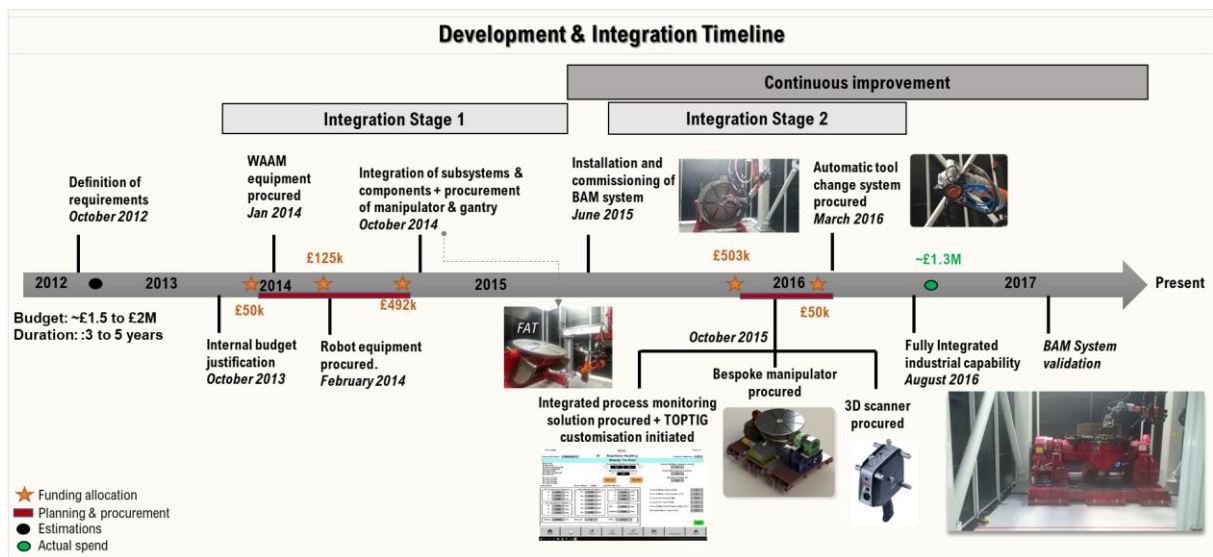 Development & Integration Timeline
Continuous improvement
Integration Stage 1
Integration Stage 2
Definition of
requirements
October 2012
WAAM
equipment
procured
Jan 2014
Integration of subsystems &
components + procurement
of manipulator & gantry
October 2014
Installation and
commissioning of
BAM system
June 2015
Automatic tool
change system
procured
March 2016
£125k
£503k
~£1.3M
2012
2013
2014
2015
2016
2017
Present
£50k
£492k
£50k
Budget: ~£1.5 to £2M
Duration: :3 to 5 years
Internal budget
justification
October 2013
Robot equipment
procured.
February 2014
FAT
October 2015
Integrated process monitoring
solution procured + TOPTIG
customisation initiated
Bespoke manipulator
procured
3D scanner
procured
Fully Integrated
industrial capability
August 2016
BAM System
validation
Funding allocation
Planning & procurement
Estimations
Actual spend